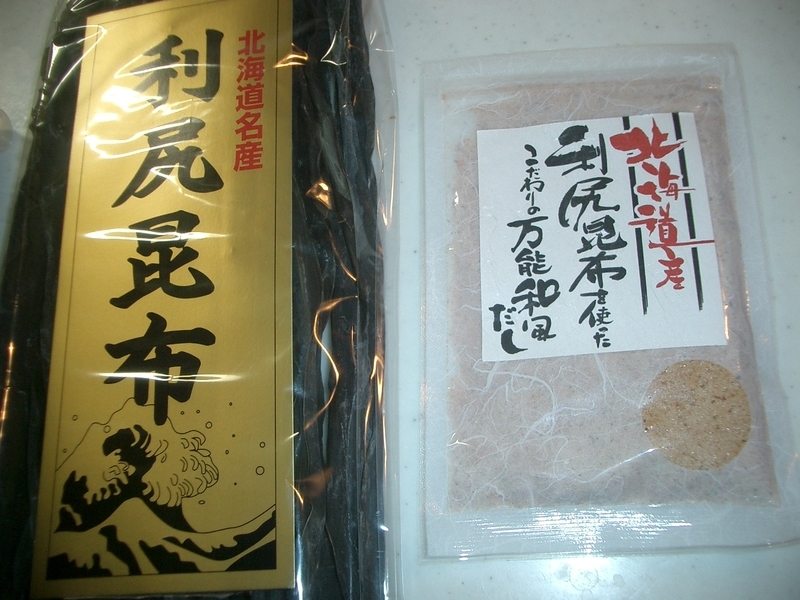 北海道名産
利尻昆布
北海道産
利尻昆布を使った
こだわりの万能和風だし